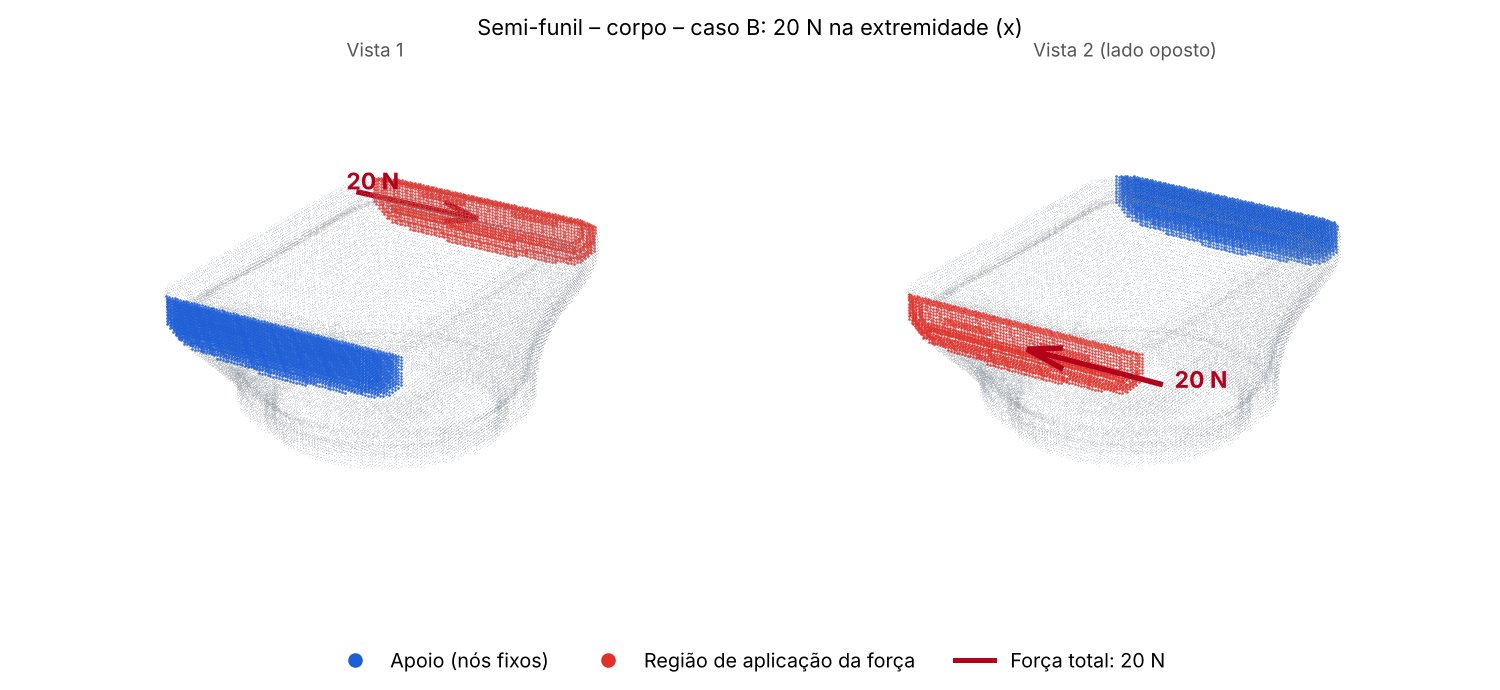 Semi-funil – corpo – caso B: 20 N na extremidade (x)
Vista 1
Vista 2 (lado oposto)
20 N
20 N
Apoio (nós fixos)
Região de aplicação da força
Força total: 20 N